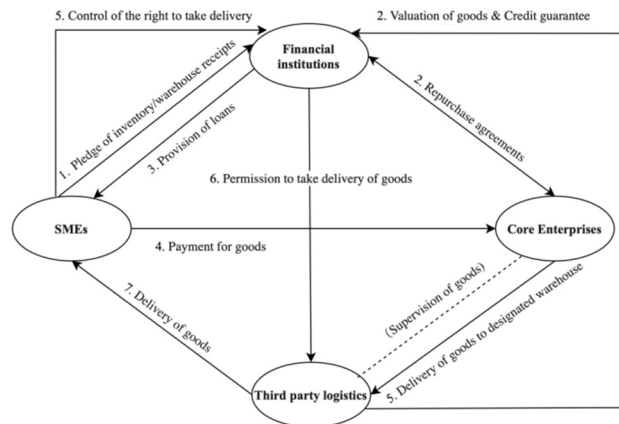 5. Control of the right to take delivery
2. Valuation of goods & Credit guarantee
Financial
institutions
1. Pledge of inventory/warehouse receipts
3. Provision of loans
2. Repurchase agreements
6. Permission to take delivery of goods
SMEs
Core Enterprises
4. Payment for goods
7. Delivery of goods
(Supervision of goods)
5. Delivery of goods to designated warehouse
Third party logistics